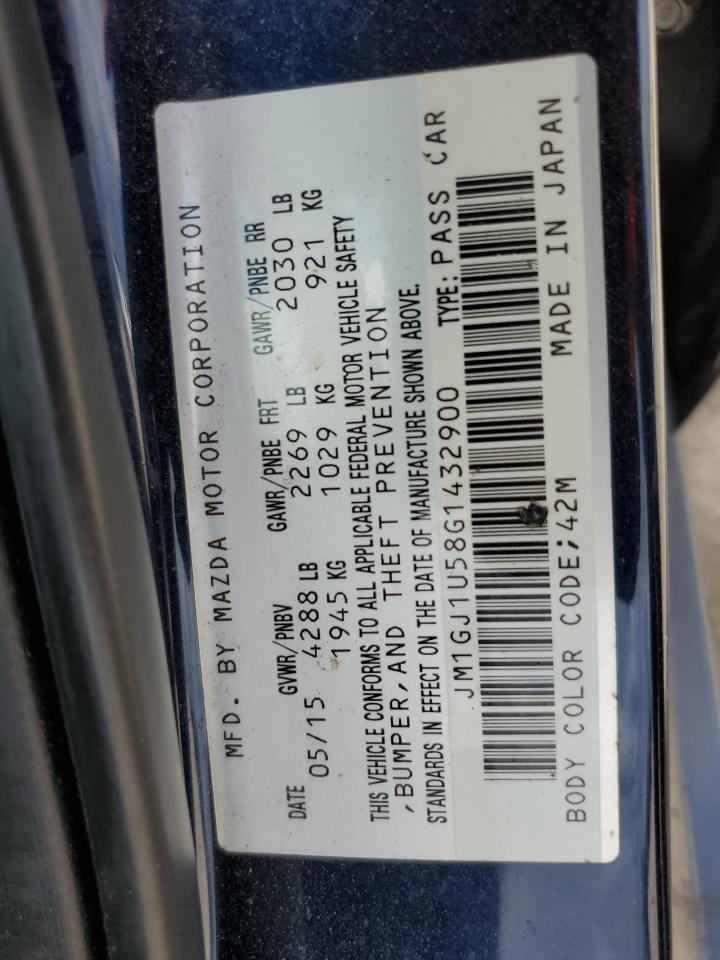 MFD. BY MAZDA MOTOR CORPORATION
DATE GVWR/PNBV GAWR/PNBE FRT GAWR/PNBE RR
05/15 4288 LB 2269 LB 2030 LB
1945 KG 1029 KG 921 KG
THIS VEHICLE CONFORMS TO ALL APPLICABLE FEDERAL MOTOR VEHICLE SAFETY
,BUMPER,AND THEFT PREVENTION
STANDARDS IN EFFECT ON THE DATE OF MANUFACTURE SHOWN ABOVE.
JM1GJ1U58G1432900 TYPE: PASS CAR
BODY COLOR CODE;42M MADE IN JAPAN